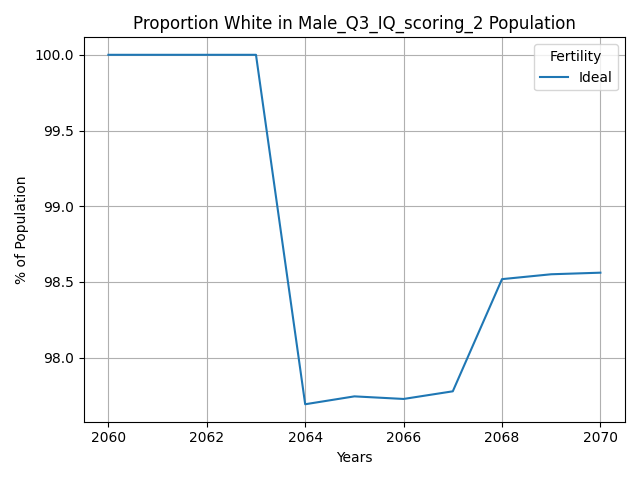 Proportion White in Male_Q3_IQ_scoring_2 Population
Fertility
Ideal
% of Population
100.0
99.5
99.0
98.5
98.0
2060
2062
2064
2066
2068
2070
Years